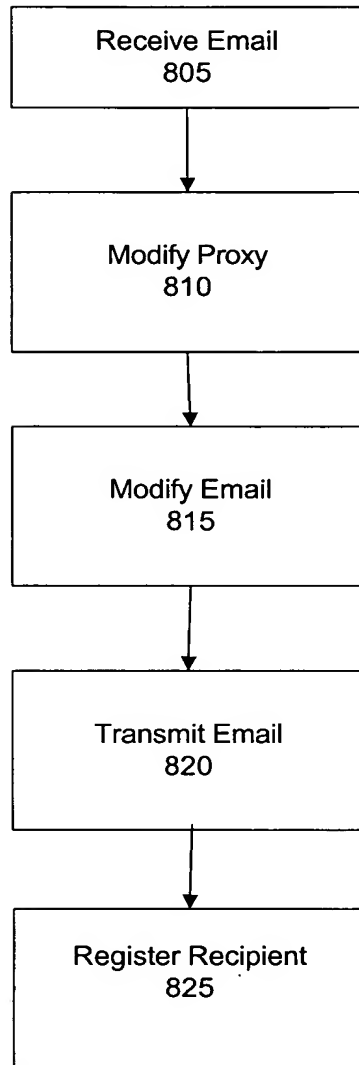 Receive Email
805
Modify Proxy
810
Modify Email
815
Transmit Email
820
Register Recipient
825